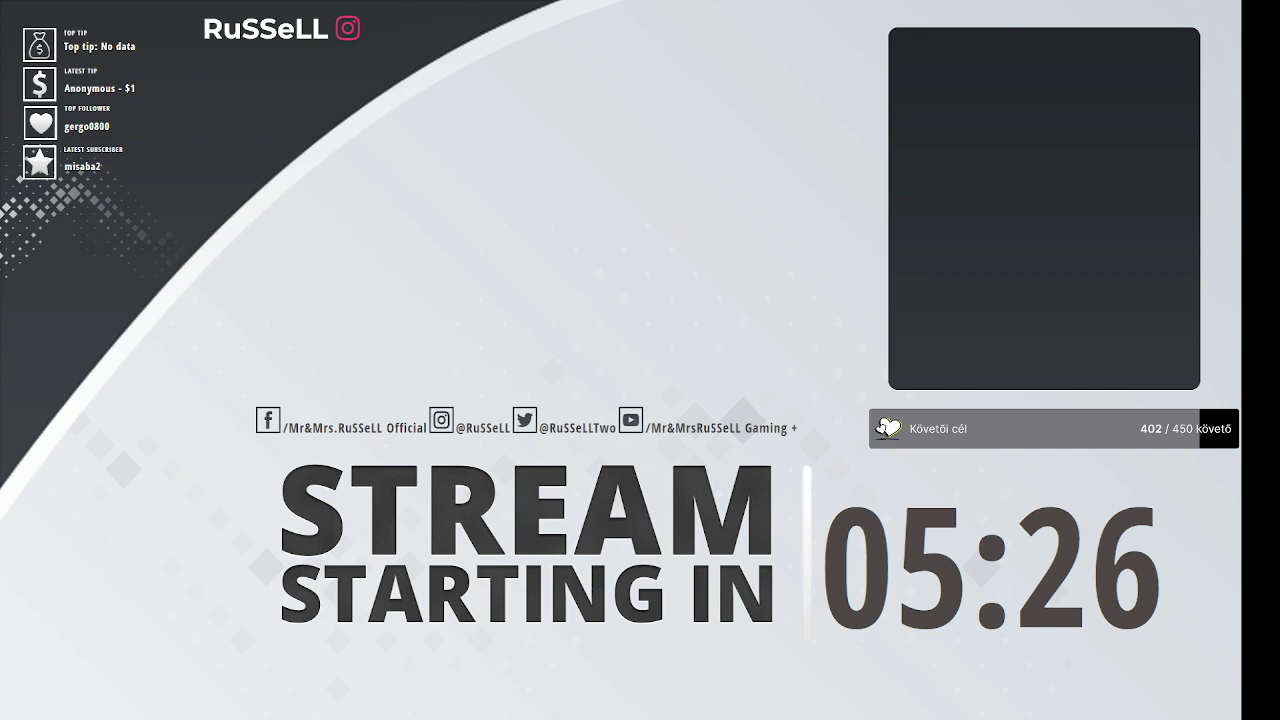 RuSSeLL
TOP TIP
Top tip: No data
LATEST TIP
Anonymous - $1
TOP FOLLOWER
gergo0800
LATEST SUBSCRIBER
misaba2
/Mr&Mrs.RuSSeLL Official @RuSSeLL @RuSSeLLTwo /Mr&MrsRuSSeLL Gaming +
Követői cél 402 / 450 követő
STREAM
STARTING IN
05:26